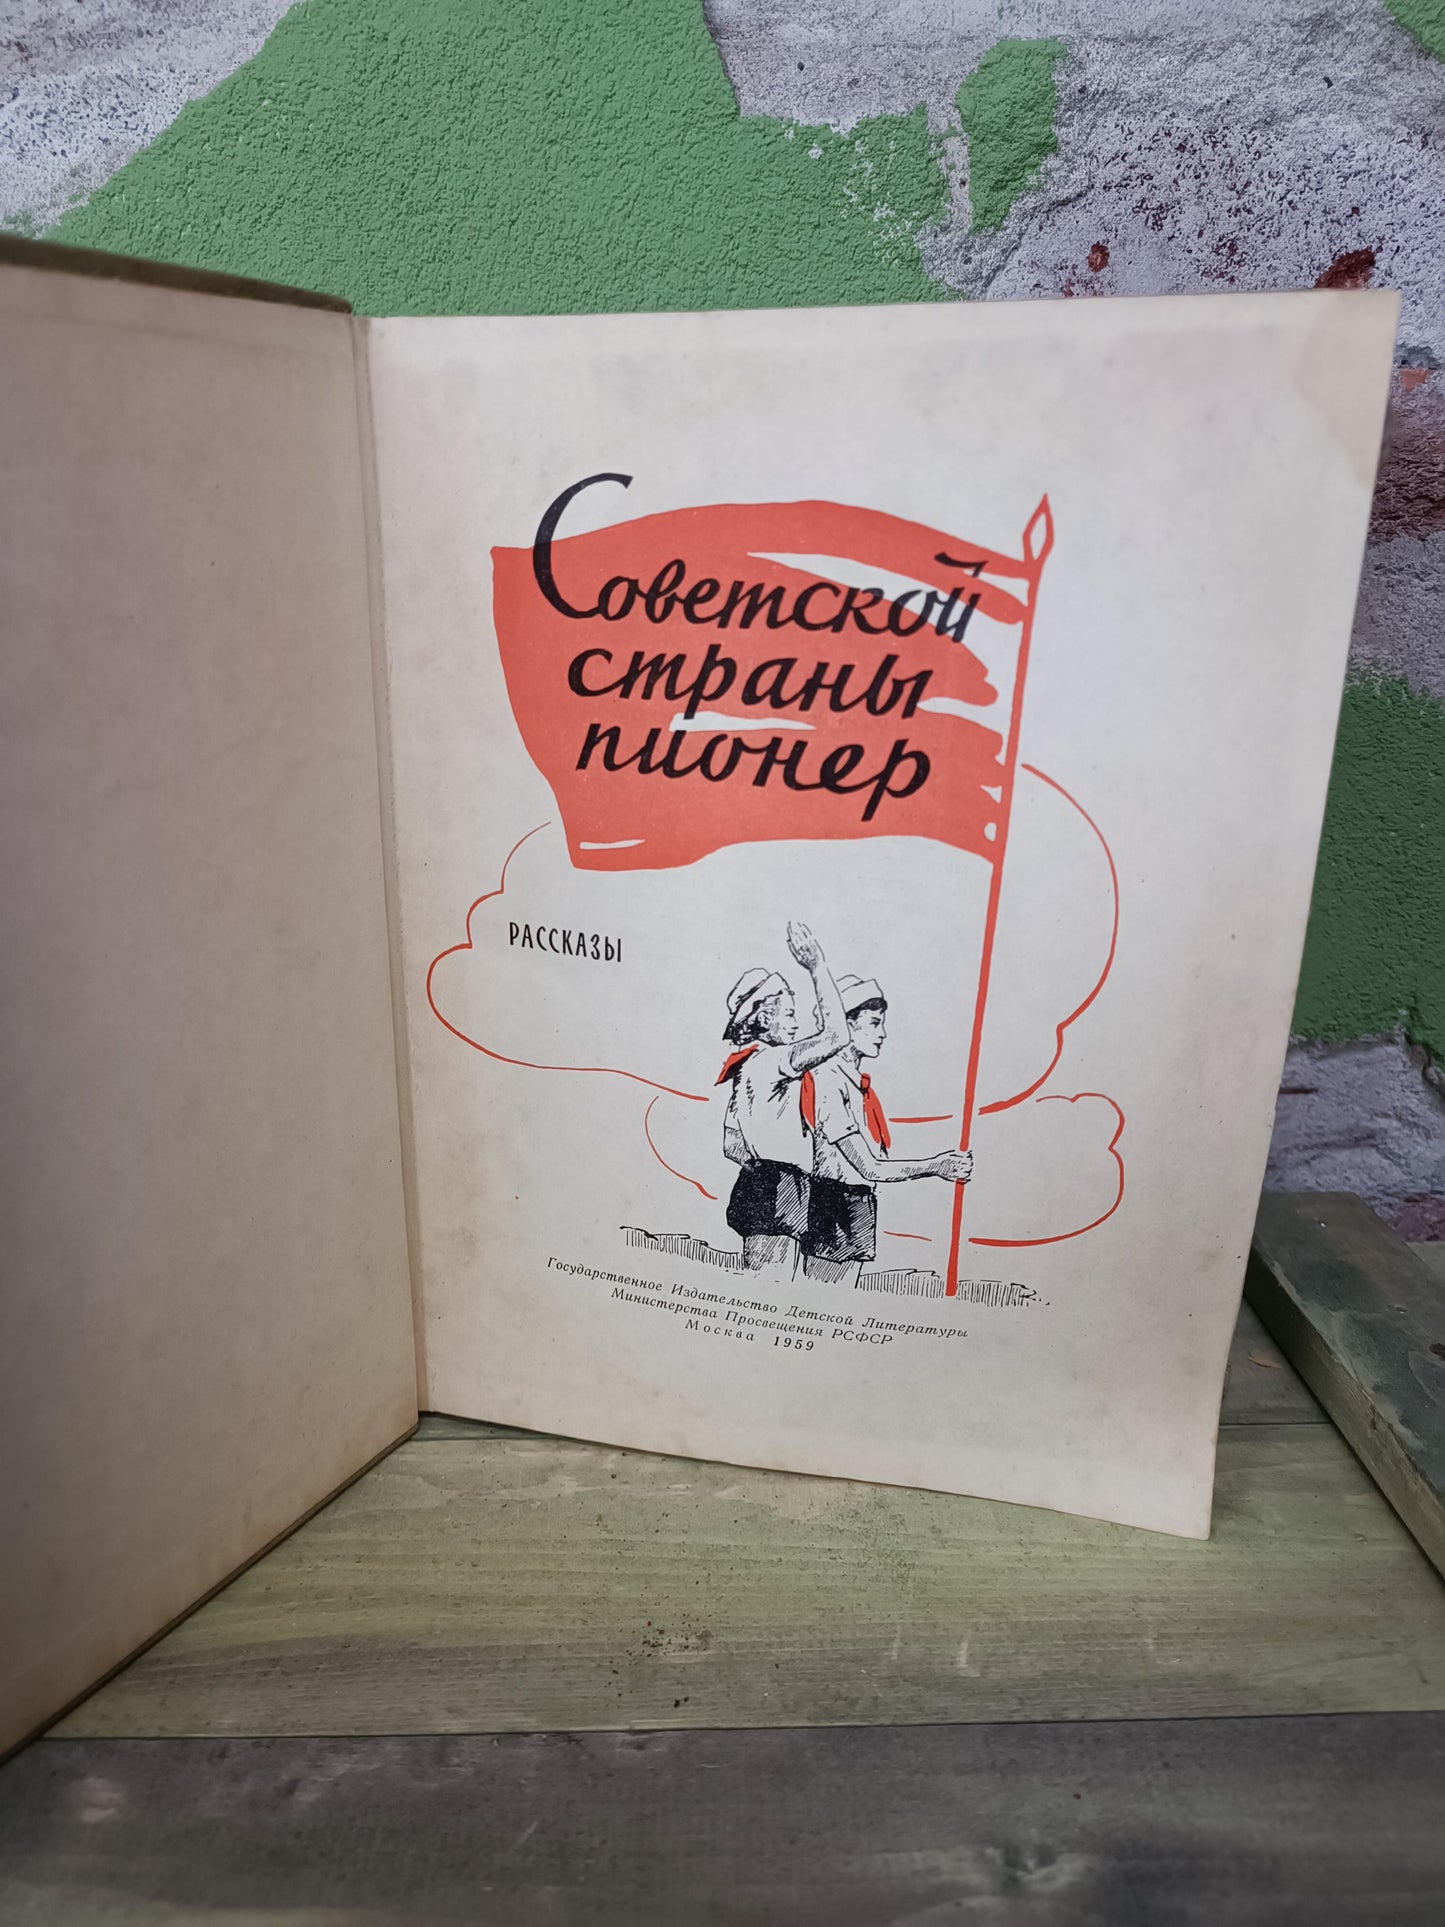 Советской
страны
пионер
РАССКАЗЫ
Государственное Издательство Детской Литературы
Министерства Просвещения РСФСР
Москва 1959